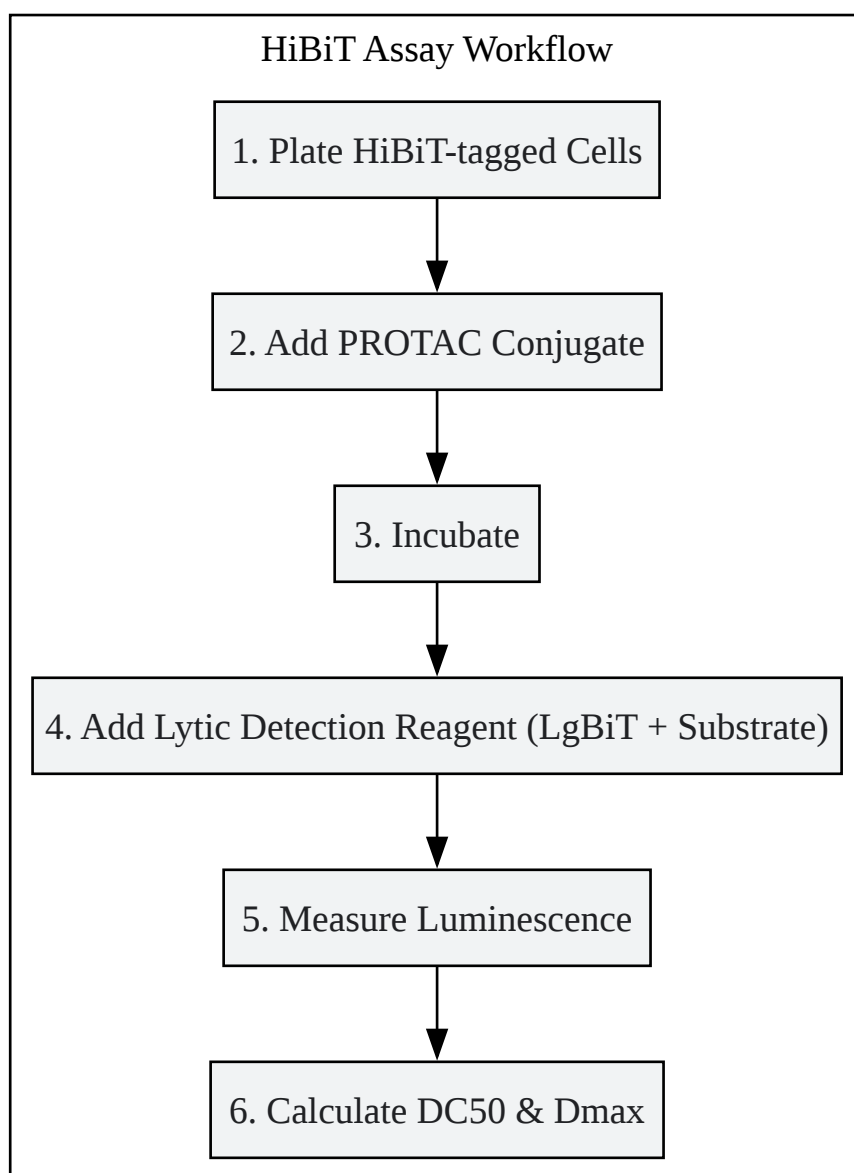 HiBiT Assay Workflow
1. Plate HiBiT-tagged Cells
2. Add PROTAC Conjugate
3. Incubate
4. Add Lytic Detection Reagent (LgBiT + Substrate)
5. Measure Luminescence
6. Calculate DC50 & Dmax